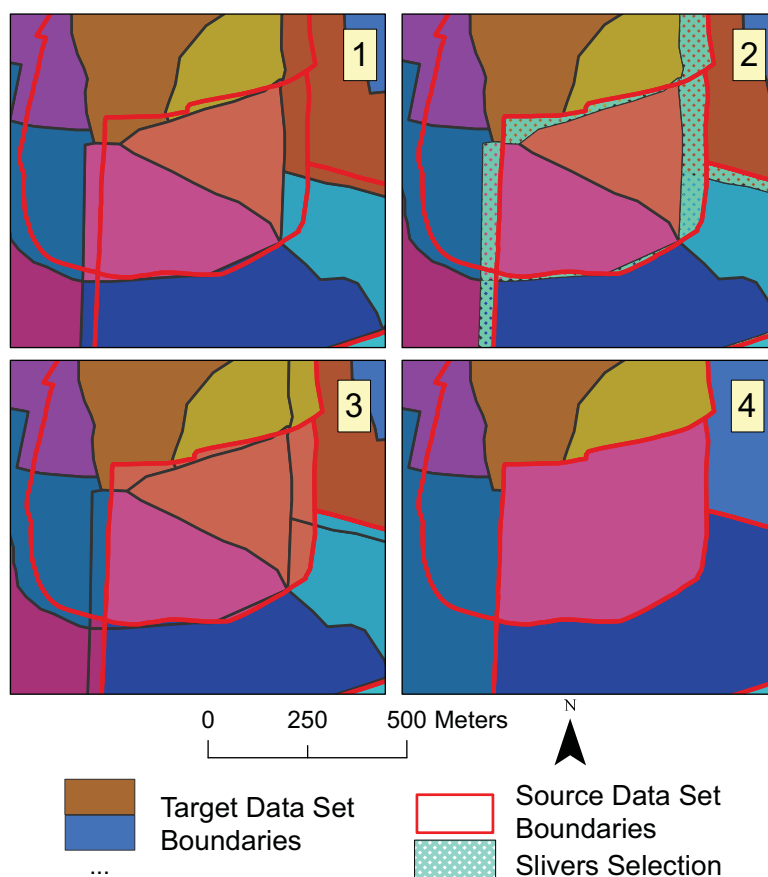 1
2
3
4
0 250 500 Meters
N
Target Data Set
Boundaries
...
Source Data Set
Boundaries
Slivers Selection